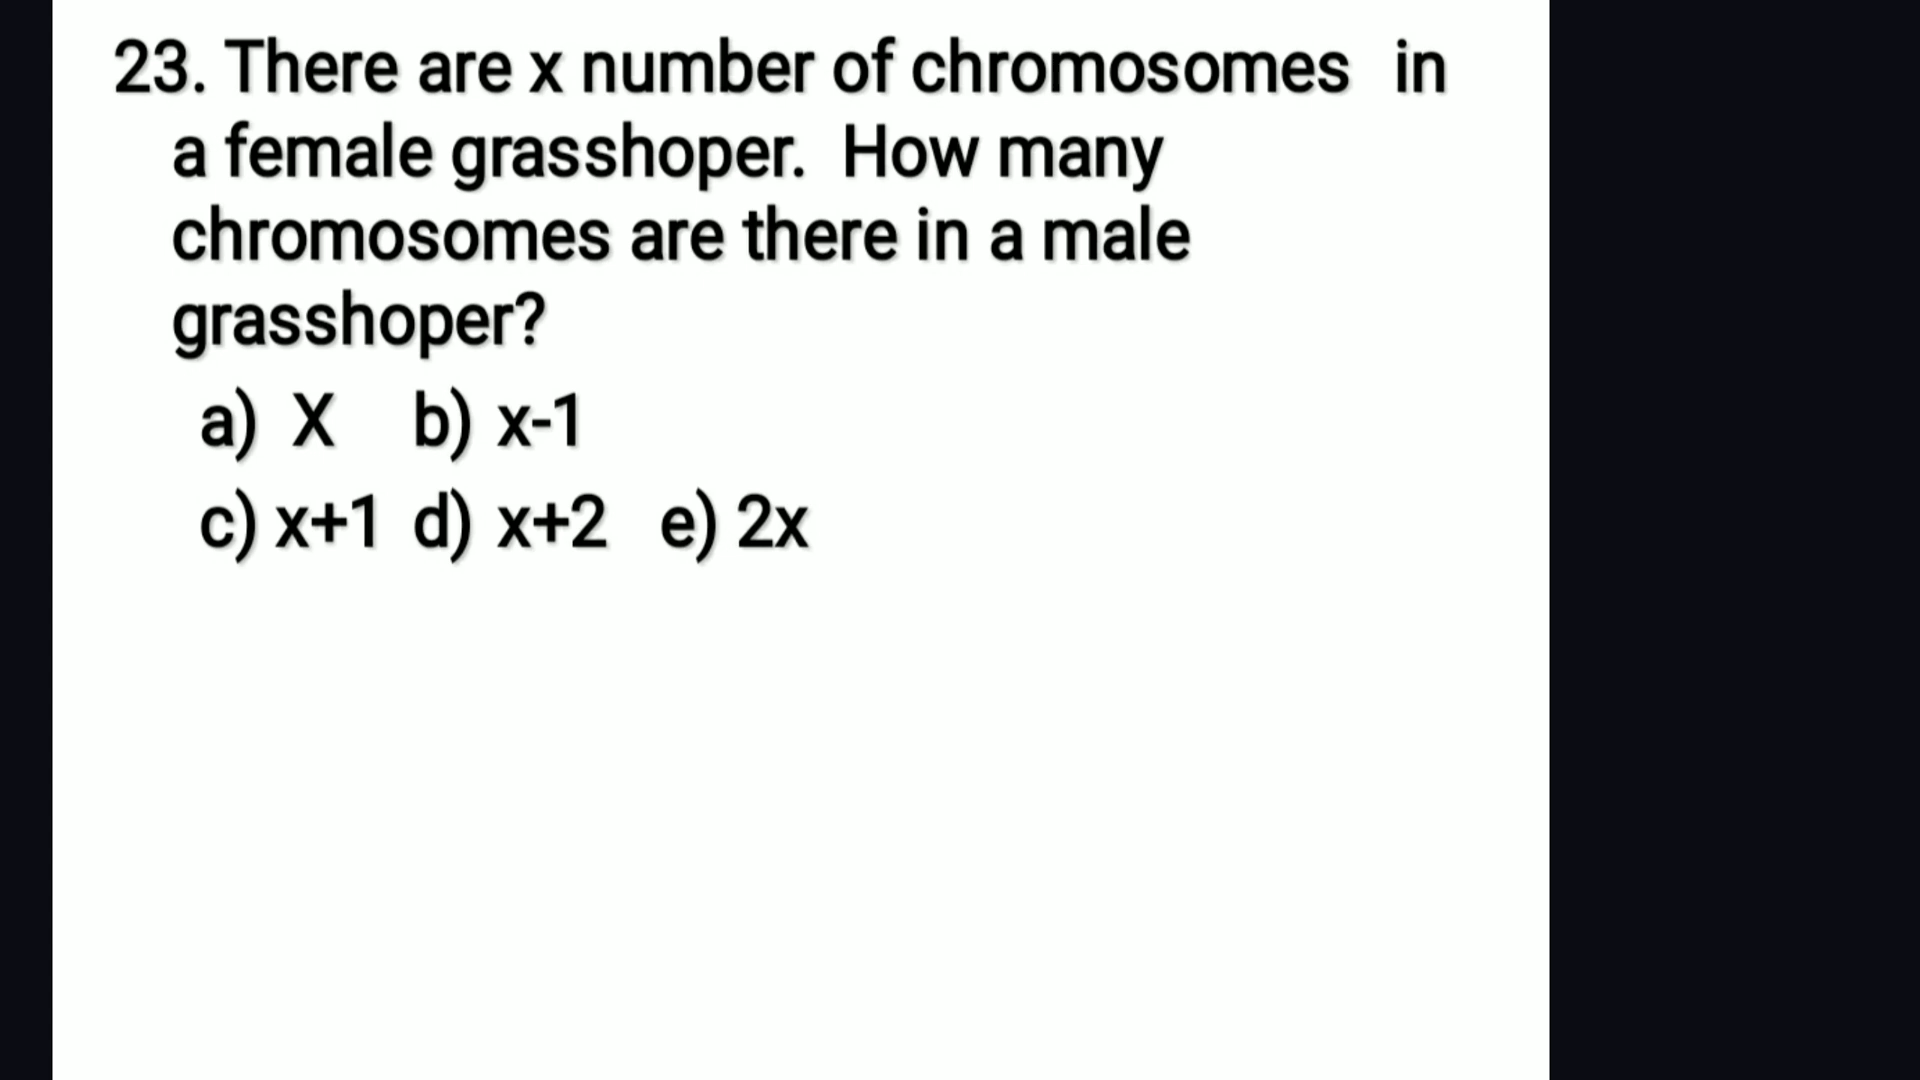 23. There are x number of chromosomes in
a female grasshoper. How many
chromosomes are there in a male
grasshoper?
a) X b) x-1
c) x+1 d) x+2 e) 2x